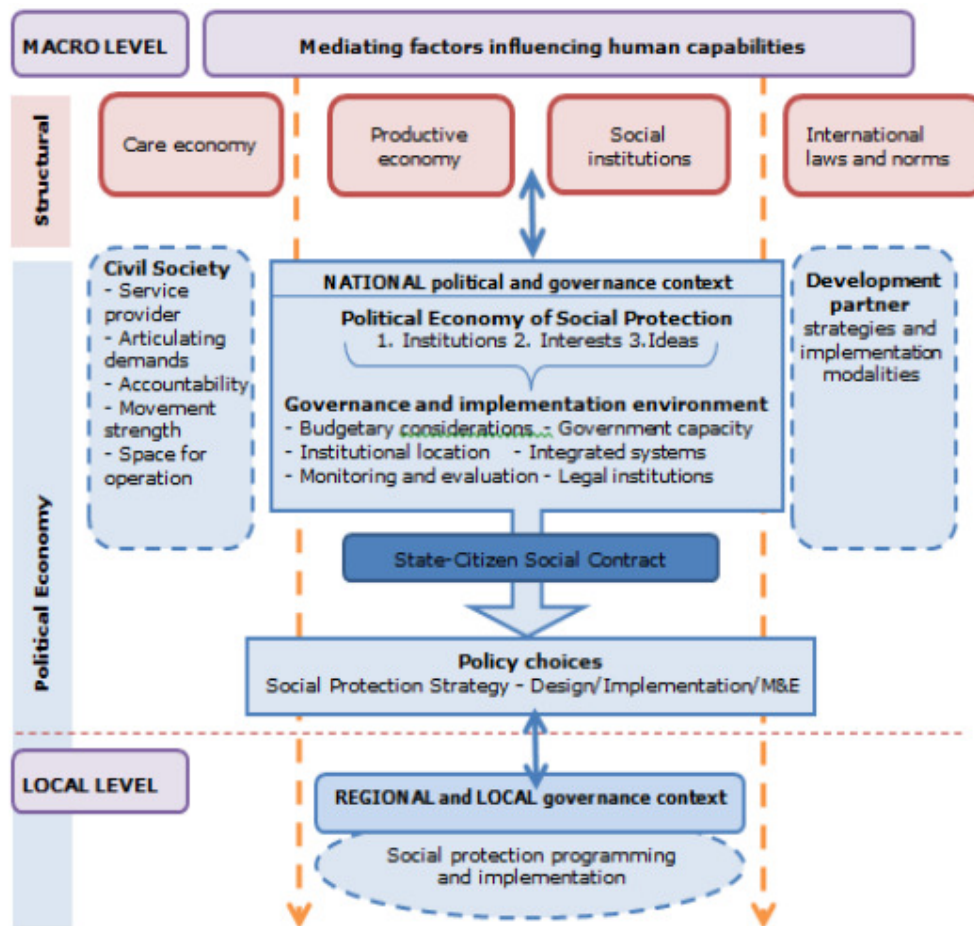 MACRO LEVEL
Mediating factors influencing human capabilities
Structural
Care economy
Productive
economy
Social
institutions
International
laws and norms
Political Economy
Civil Society
- Service
provider
- Articulating
demands
- Accountability
- Movement
strength
- Space for
operation
NATIONAL political and governance context
Political Economy of Social Protection
1. Institutions 2. Interests 3.Ideas
Governance and implementation environment
- Budgetary considerations - Government capacity
- Institutional location - Integrated systems
- Monitoring and evaluation - Legal institutions
Development
partner
strategies and
implementation
modalities
State-Citizen Social Contract
Policy choices
Social Protection Strategy - Design/Implementation/M&E
LOCAL LEVEL
REGIONAL and LOCAL governance context
Social protection programming
and implementation